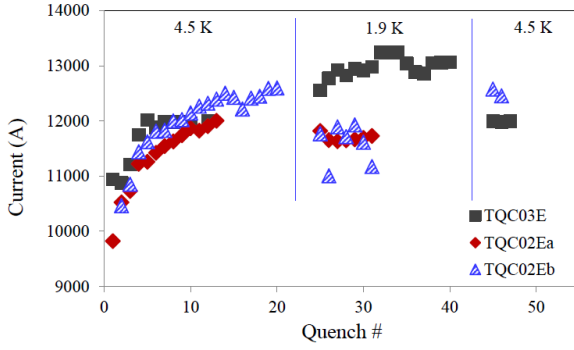 14000
4.5 K 1.9 K 4.5 K
13000
12000
11000
10000
9000
Current (A)
TQC03E
TQC02Ea
TQC02Eb
0 10 20 30 40 50
Quench #